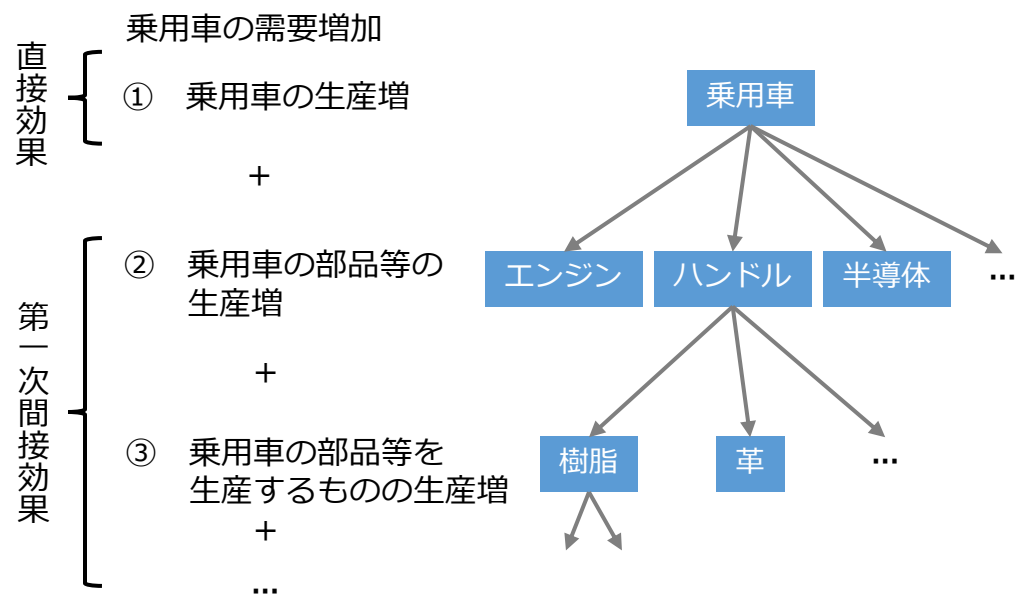 乗用車の需要増加
直接効果
① 乗用車の生産増
乗用車
+
② 乗用車の部品等の
生産増
エンジン
ハンドル
半導体
…
第一次間接効果
+
③ 乗用車の部品等を
生産するものの生産増
樹脂
革
…
+
…